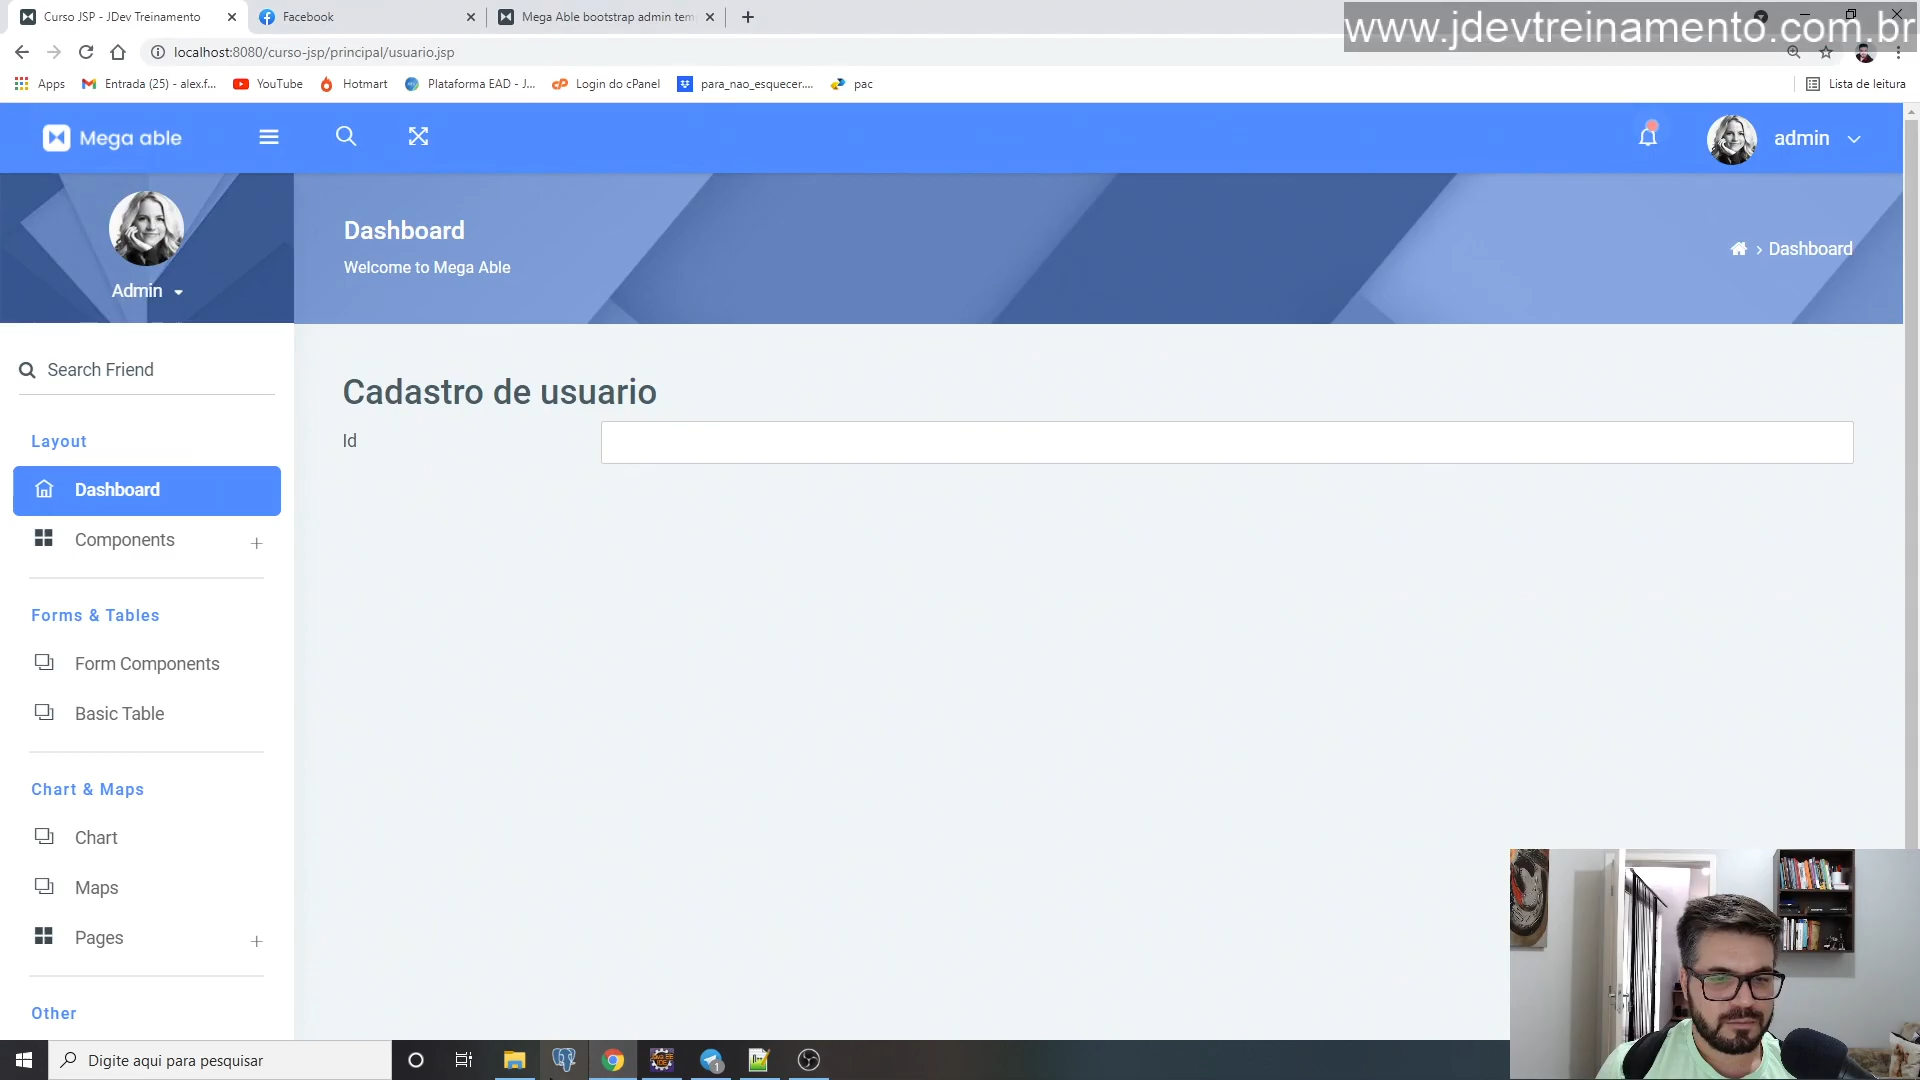 Curso JSP - JDev Treinamento
Facebook
Mega Able bootstrap admin tem
www.jdevtreinamento.com.br
localhost:8080/curso-jsp/principal/usuario.jsp
Apps
Entrada (25) - alex.f...
YouTube
Hotmart
Plataforma EAD - J...
Login do cPanel
para_nao_esquecer....
pac
Lista de leitura
Mega able
admin
Dashboard
Welcome to Mega Able
Dashboard
Admin
Search Friend
Cadastro de usuario
Id
Layout
Dashboard
Components
Forms & Tables
Form Components
Basic Table
Chart & Maps
Chart
Maps
Pages
Other
Digite aqui para pesquisar
1